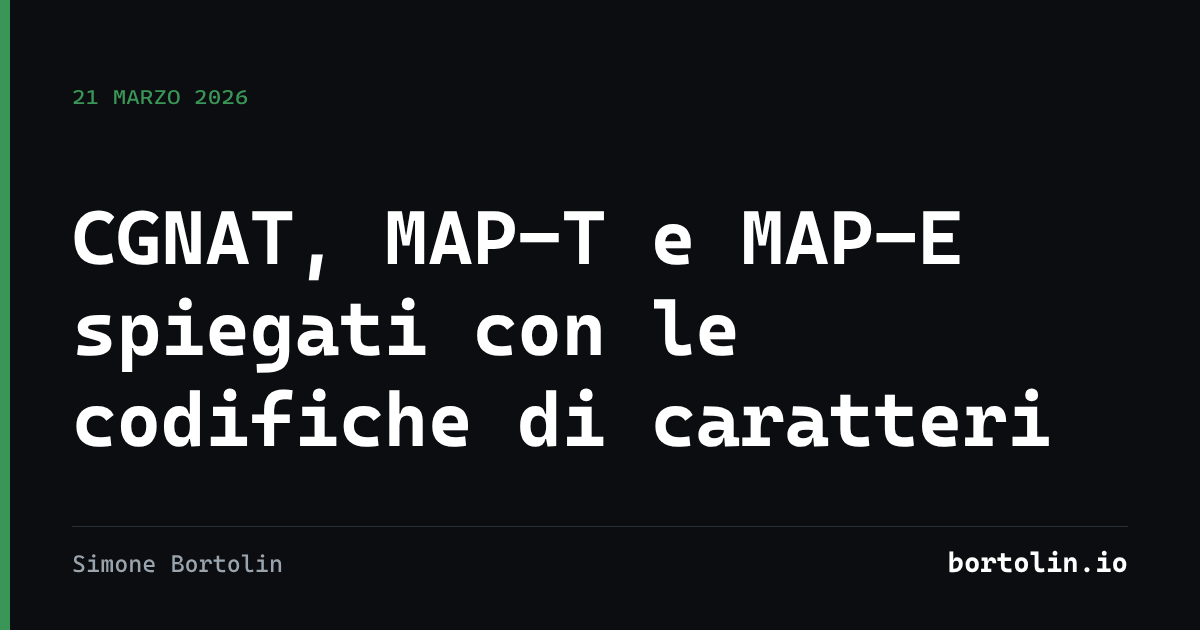 21 MARZO 2026
CGNAT, MAP-T e MAP-E
spiegati con le
codifiche di caratteri
Simone Bortolin
bortolin.io